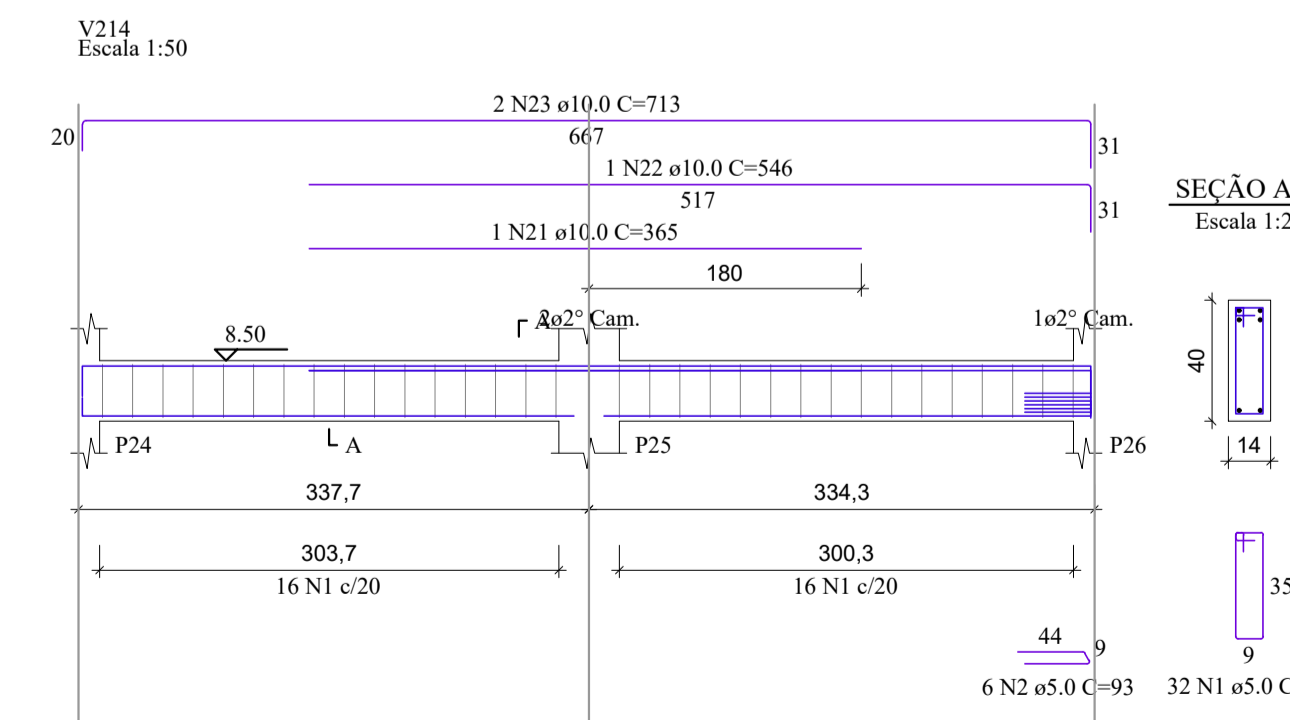 V214
Escala 1:50
2 N23 ø10.0 C=713
20
667
31
1 N22 ø10.0 C=546
517
31
1 N21 ø10.0 C=365
180
SEÇÃO A
Escala 1:2
8.50
A
2ø2° Cam.
1ø2° Cam.
40
14
A
P24
P25
P26
337,7
334,3
303,7
300,3
16 N1 c/20
16 N1 c/20
44
9
6 N2 ø5.0 C=93
35
9
32 N1 ø5.0 C